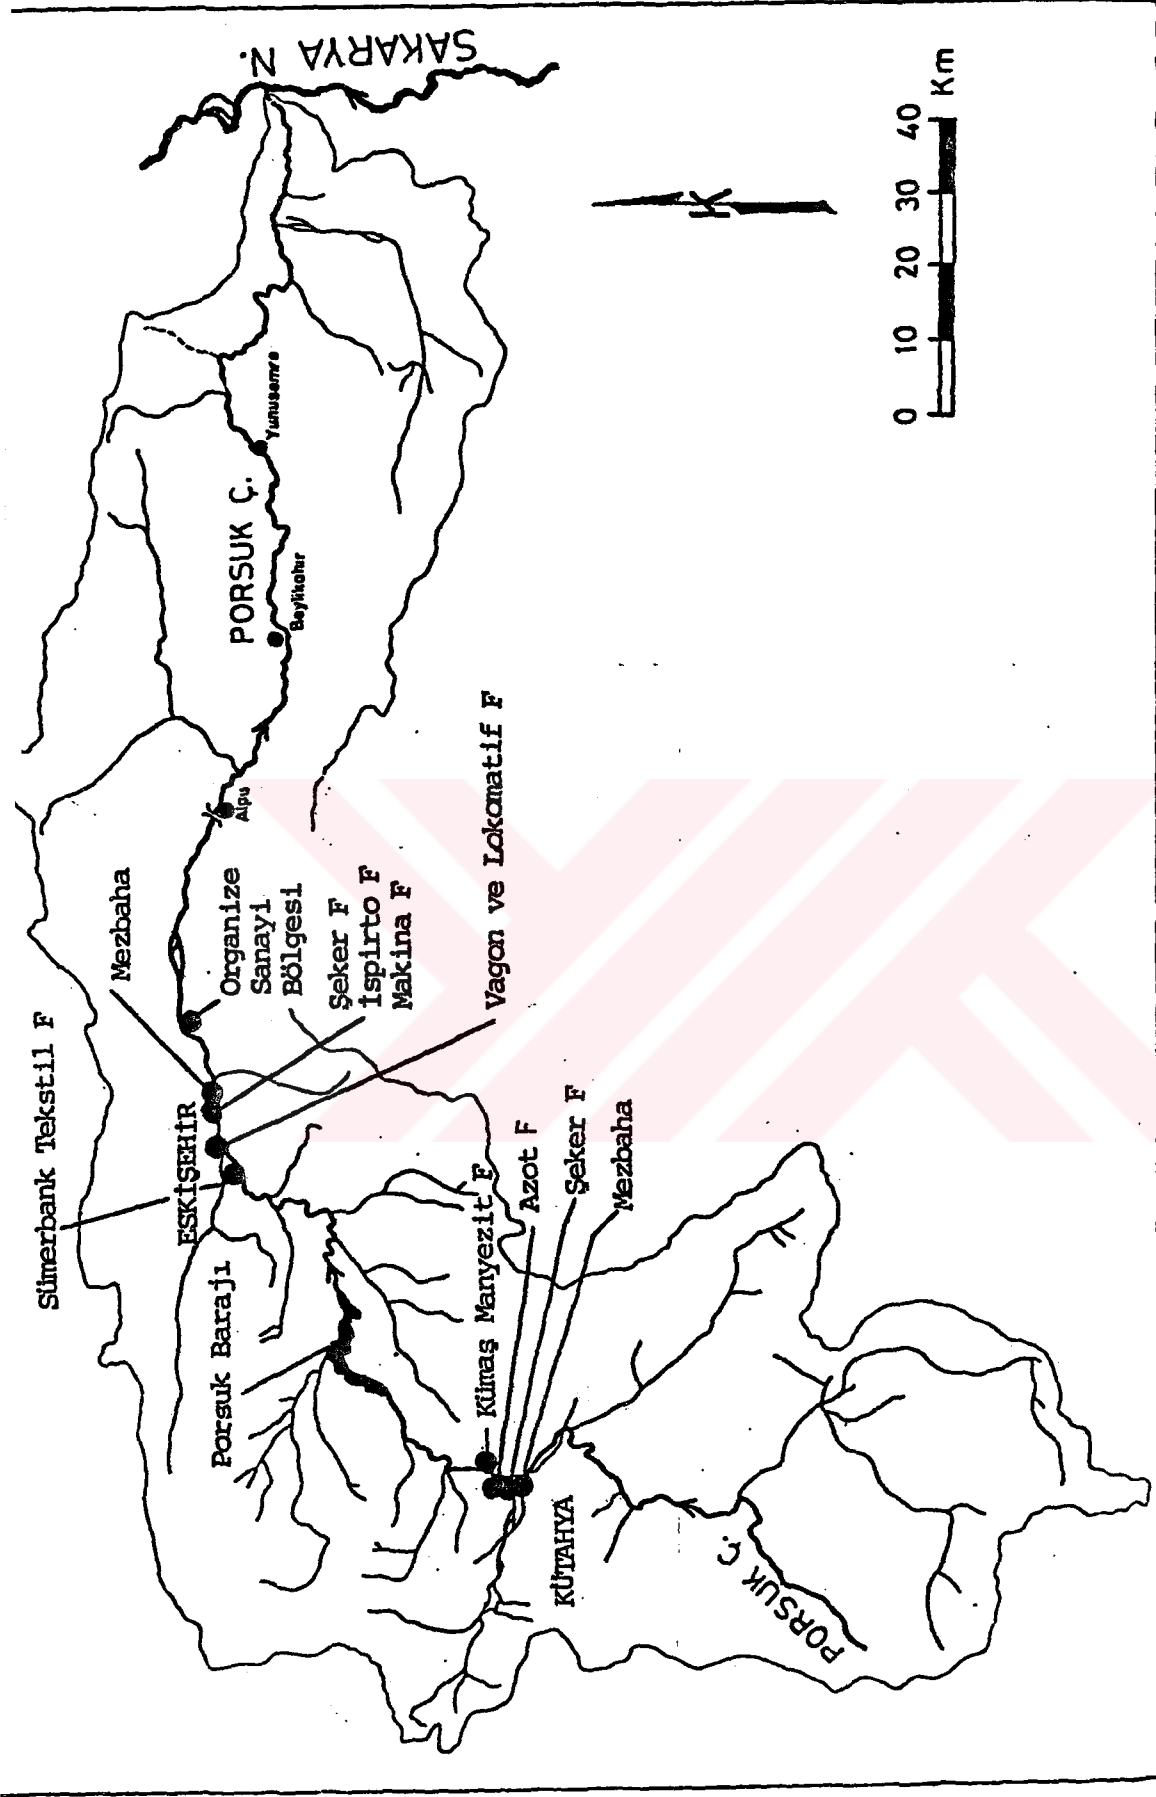 SAKARYA N.
PORSUK Ç.
Yunusemre
Beylikahır
Alpu
Mezbaha
Organize
Sanayi
Bölgesi
Şeker F
İspirto F
Makina F
Vagon ve Lokomatif F
Sümerbank Tekstil F
ESKİŞEHİR
Porsuk Barajı
Kümaş Manyezit F
Azot F
Şeker F
Mezbaha
KÜTAHYA
PORSUK Ç.
K
0 10 20 30 40 Km